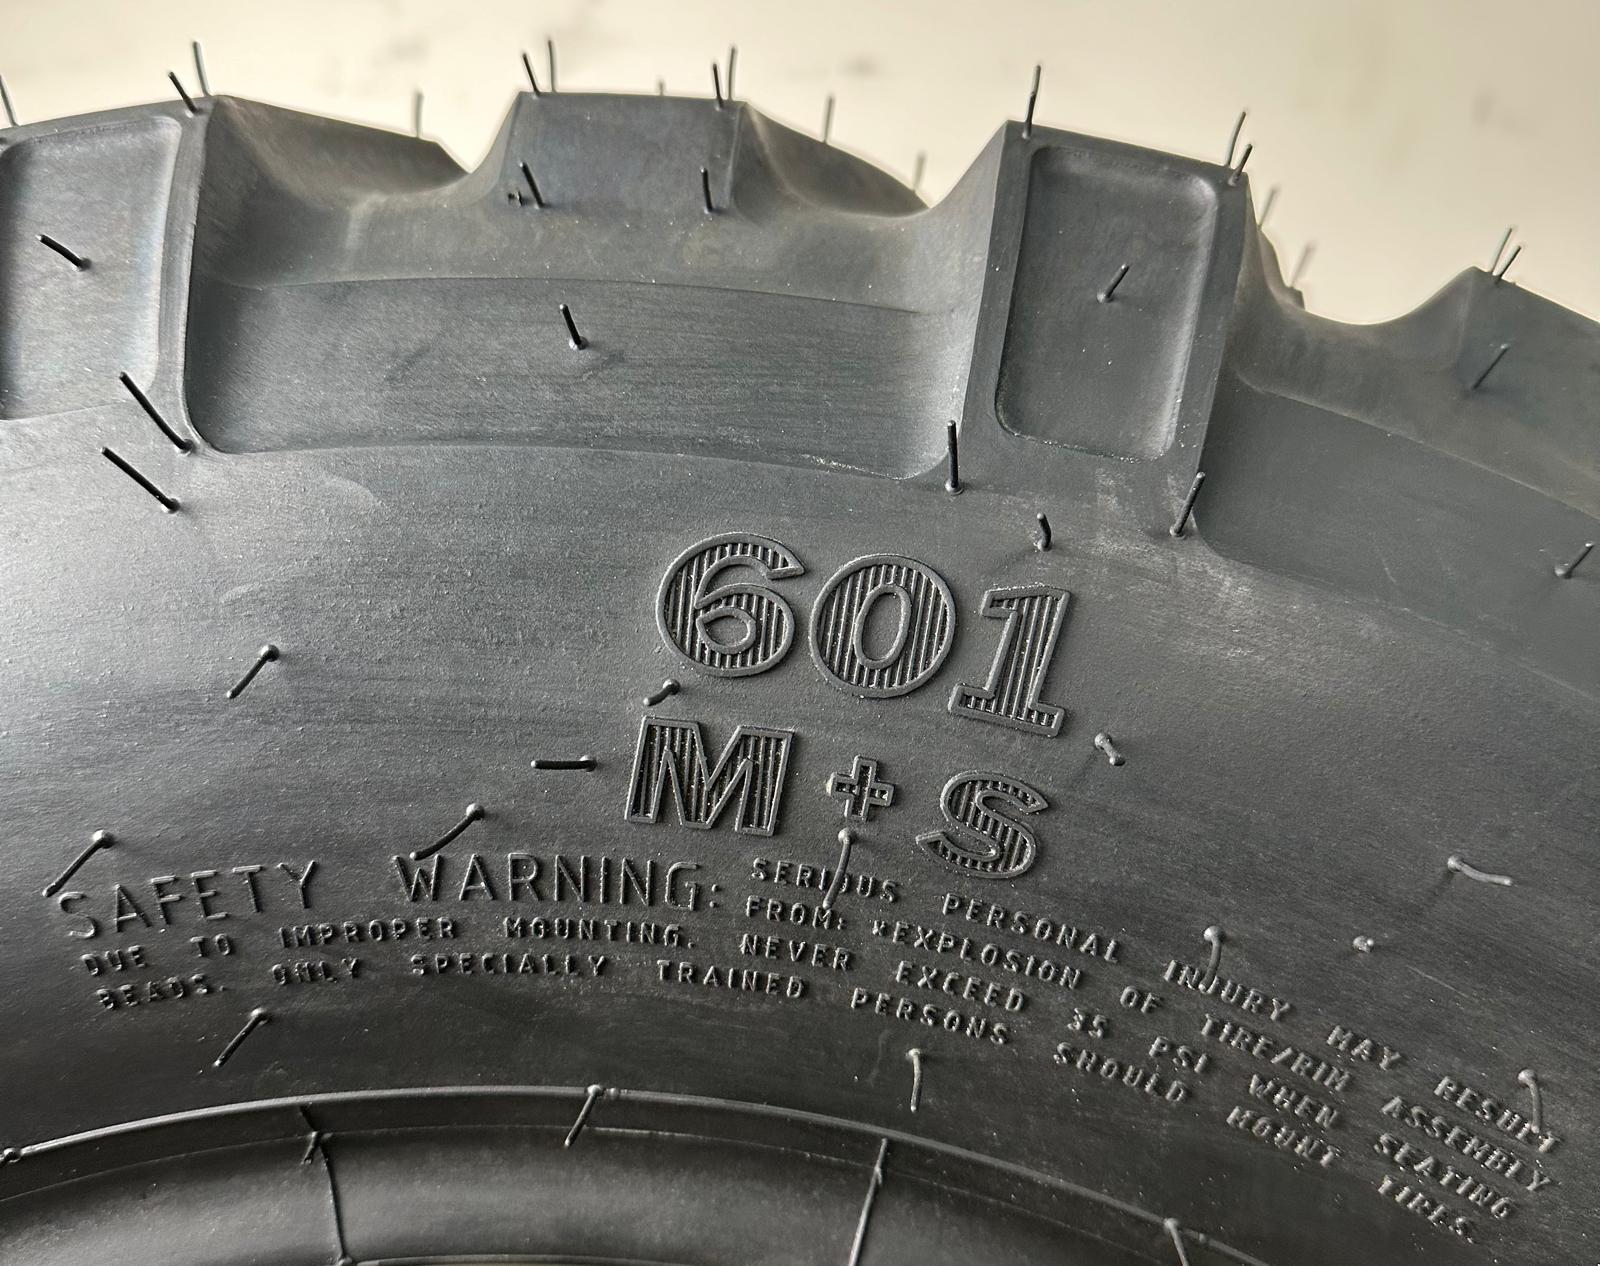 601
M+S
SAFETY WARNING: SERIOUS PERSONAL INJURY MAY RESULT
FROM: *EXPLOSION OF TIRE/RIM ASSEMBLY
DUE TO IMPROPER MOUNTING. NEVER EXCEED 35 PSI WHEN SEATING
BEADS. ONLY SPECIALLY TRAINED PERSONS SHOULD MOUNT TIRES.